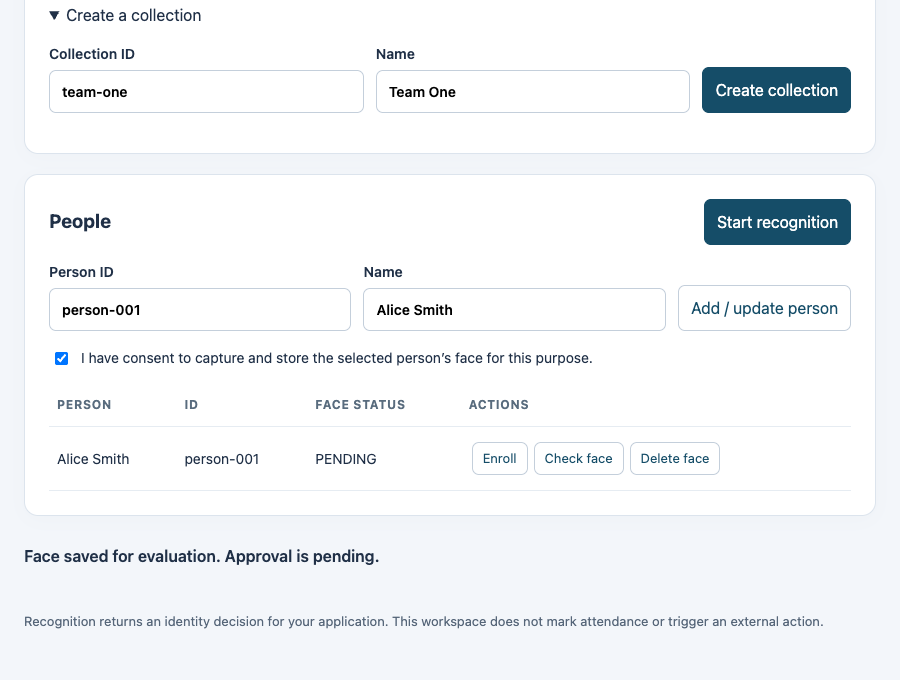 ▼ Create a collection
Collection ID Name
team-one Team One Create collection
People Start recognition
Person ID Name
person-001 Alice Smith Add / update person
I have consent to capture and store the selected person’s face for this purpose.
PERSON ID FACE STATUS ACTIONS
Alice Smith person-001 PENDING Enroll Check face Delete face
Face saved for evaluation. Approval is pending.
Recognition returns an identity decision for your application. This workspace does not mark attendance or trigger an external action.